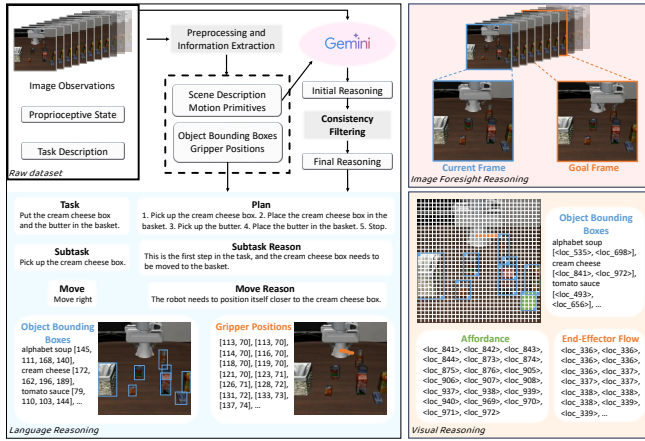 Image Observations
Proprioceptive State
Task Description
Raw dataset
Preprocessing and
Information Extraction
Scene Description
Motion Primitives
Object Bounding Boxes
Gripper Positions
Gemini
Initial Reasoning
Consistency
Filtering
Final Reasoning
Task
Put the cream cheese box
and the butter in the basket.
Plan
1. Pick up the cream cheese box. 2. Place the cream cheese box in the
basket. 3. Pick up the butter. 4. Place the butter in the basket. 5. Stop.
Subtask
Pick up the cream cheese box.
Subtask Reason
This is the first step in the task, and the cream cheese box needs to
be moved to the basket.
Move
Move right
Move Reason
The robot needs to position itself closer to the cream cheese box.
Object Bounding
Boxes
alphabet soup [145,
111, 168, 140],
cream cheese [172,
162, 196, 189],
tomato sauce [79,
110, 103, 144], ...
Gripper Positions
[113, 70], [113, 70],
[114, 70], [116, 70],
[118, 70], [119, 70],
[121, 70], [123, 71],
[126, 71], [128, 72],
[131, 72], [133, 73],
[137, 74], ...
Language Reasoning
Current Frame
Goal Frame
Image Foresight Reasoning
Object Bounding
Boxes
alphabet soup
[<loc_535>, <loc_698>],
cream cheese
[<loc_841>, <loc_972>],
tomato sauce
[<loc_493>,
<loc_656>], ...
Affordance
<loc_841>, <loc_842>, <loc_843>,
<loc_844>, <loc_873>, <loc_874>,
<loc_875>, <loc_876>, <loc_905>,
<loc_906>, <loc_907>, <loc_908>,
<loc_937>, <loc_938>, <loc_939>,
<loc_940>, <loc_969>, <loc_970>,
<loc_971>, <loc_972>
End-Effector Flow
<loc_336>, <loc_336>,
<loc_336>, <loc_336>,
<loc_336>, <loc_336>,
<loc_337>, <loc_337>,
<loc_338>, <loc_338>,
<loc_338>, <loc_339>,
<loc_339>, ...
Visual Reasoning